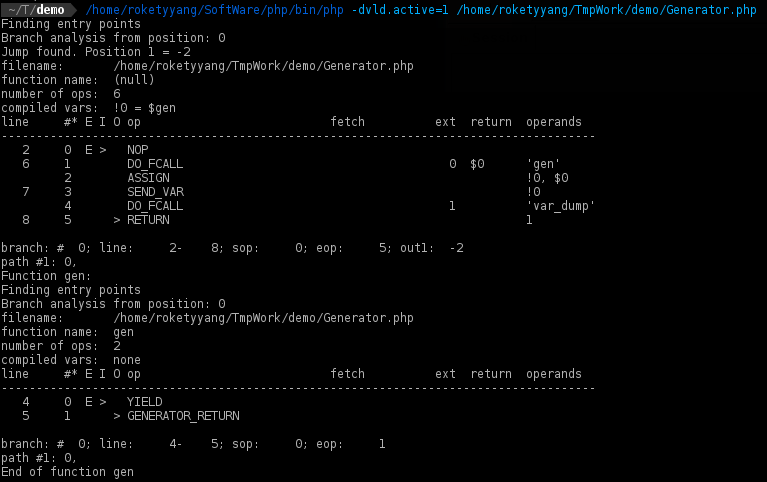 ~/T/demo /home/roketyyang/SoftWare/php/bin/php -dvld.active=1 /home/roketyyang/TmpWork/demo/Generator.php
Finding entry points
Branch analysis from position: 0
Jump found. Position 1 = -2
filename:       /home/roketyyang/TmpWork/demo/Generator.php
function name:  (null)
number of ops:  6
compiled vars:  !0 = $gen
line     #* E I O op                           fetch          ext  return  operands
-------------------------------------------------------------------------------------
   2     0  E >   NOP
   6     1        DO_FCALL                                      0  $0      'gen'
         2        ASSIGN                                                   !0, $0
   7     3        SEND_VAR                                                 !0
         4        DO_FCALL                                      1          'var_dump'
   8     5      > RETURN                                                   1
branch: #  0; line:     2-    8; sop:     0; eop:     5; out1:  -2
path #1: 0,
Function gen:
Finding entry points
Branch analysis from position: 0
filename:       /home/roketyyang/TmpWork/demo/Generator.php
function name:  gen
number of ops:  2
compiled vars:  none
line     #* E I O op                           fetch          ext  return  operands
-------------------------------------------------------------------------------------
   4     0  E >   YIELD
   5     1      > GENERATOR_RETURN
branch: #  0; line:     4-    5; sop:     0; eop:     1
path #1: 0,
End of function gen